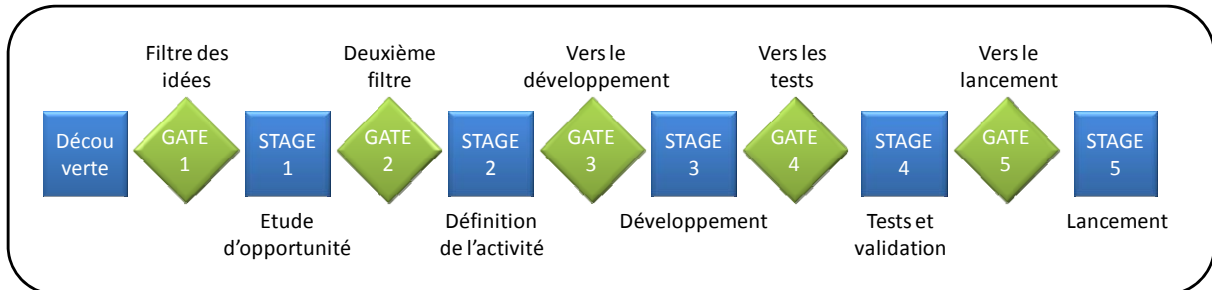 Filtre des
idées
Deuxième
filtre
Vers le
développement
Vers les
tests
Vers le
lancement
Décou
verte
GATE
1
STAGE
1
GATE
2
STAGE
2
GATE
3
STAGE
3
GATE
4
STAGE
4
GATE
5
STAGE
5
Etude
d’opportunité
Définition
de l’activité
Développement
Tests et
validation
Lancement